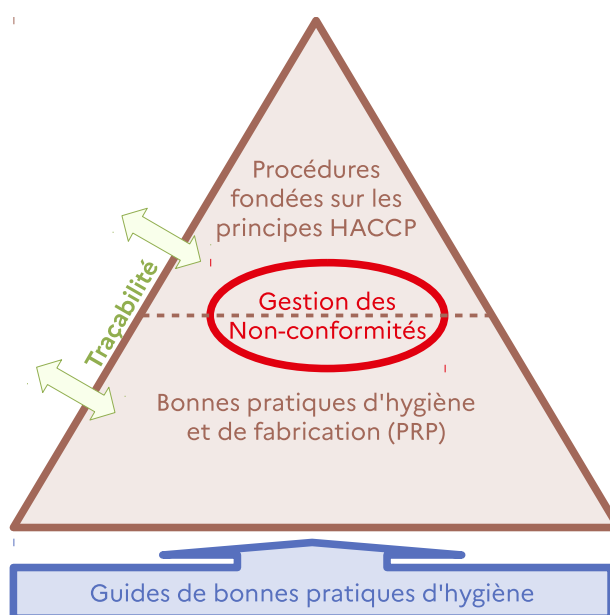 Procédures
fondées sur les
principes HACCP
Traçabilité
Gestion des
Non-conformités
Bonnes pratiques d'hygiène
et de fabrication (PRP)
Guides de bonnes pratiques d'hygiène